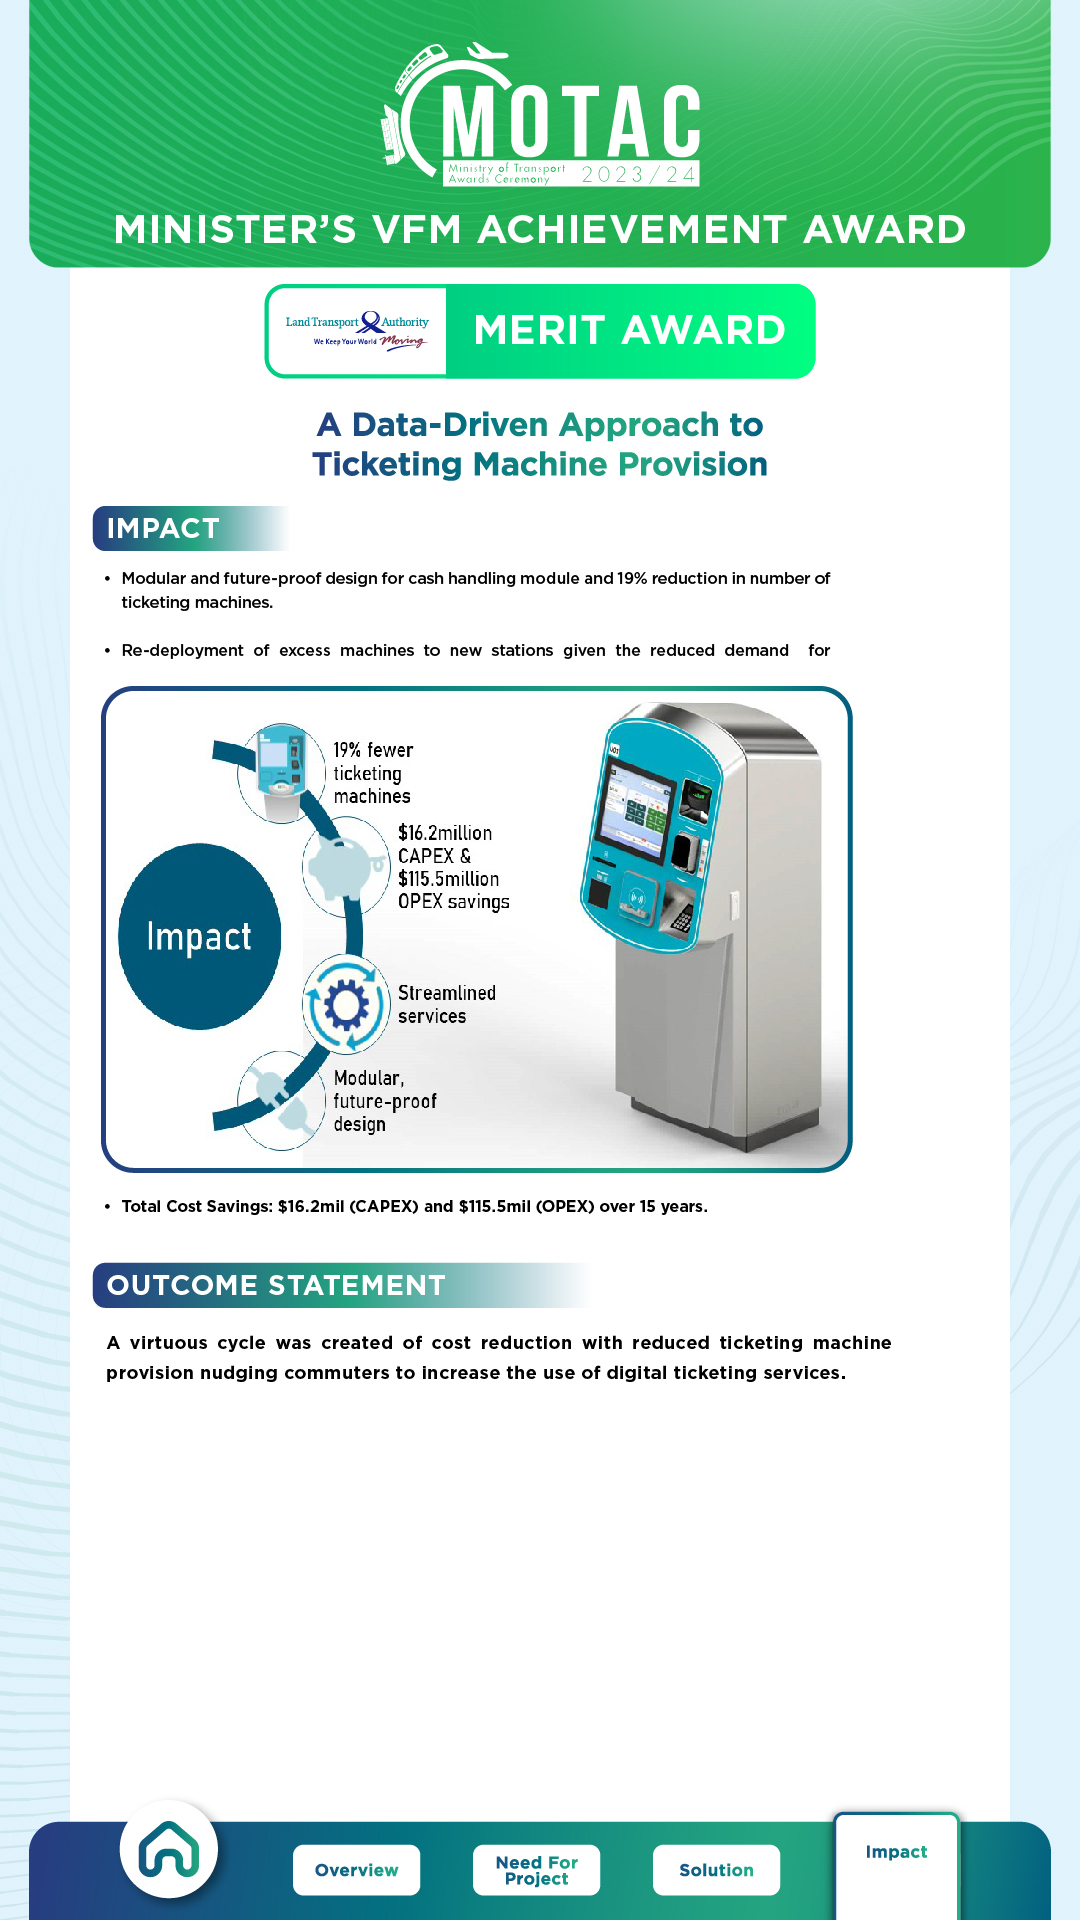 MOTAC
Ministry of Transport
Awards Ceremony
2023/24
MINISTER’S VFM ACHIEVEMENT AWARD
Land Transport Authority
We Keep Your World Moving
MERIT AWARD
A Data-Driven Approach to
Ticketing Machine Provision
IMPACT
• Modular and future-proof design for cash handling module and 19% reduction in number of
ticketing machines.
• Re-deployment of excess machines to new stations given the reduced demand for
Impact
19% fewer
ticketing
machines
$16.2million
CAPEX &
$115.5million
OPEX savings
Streamlined
services
Modular,
future-proof
design
• Total Cost Savings: $16.2mil (CAPEX) and $115.5mil (OPEX) over 15 years.
OUTCOME STATEMENT
A virtuous cycle was created of cost reduction with reduced ticketing machine
provision nudging commuters to increase the use of digital ticketing services.
Overview
Need For
Project
Solution
Impact